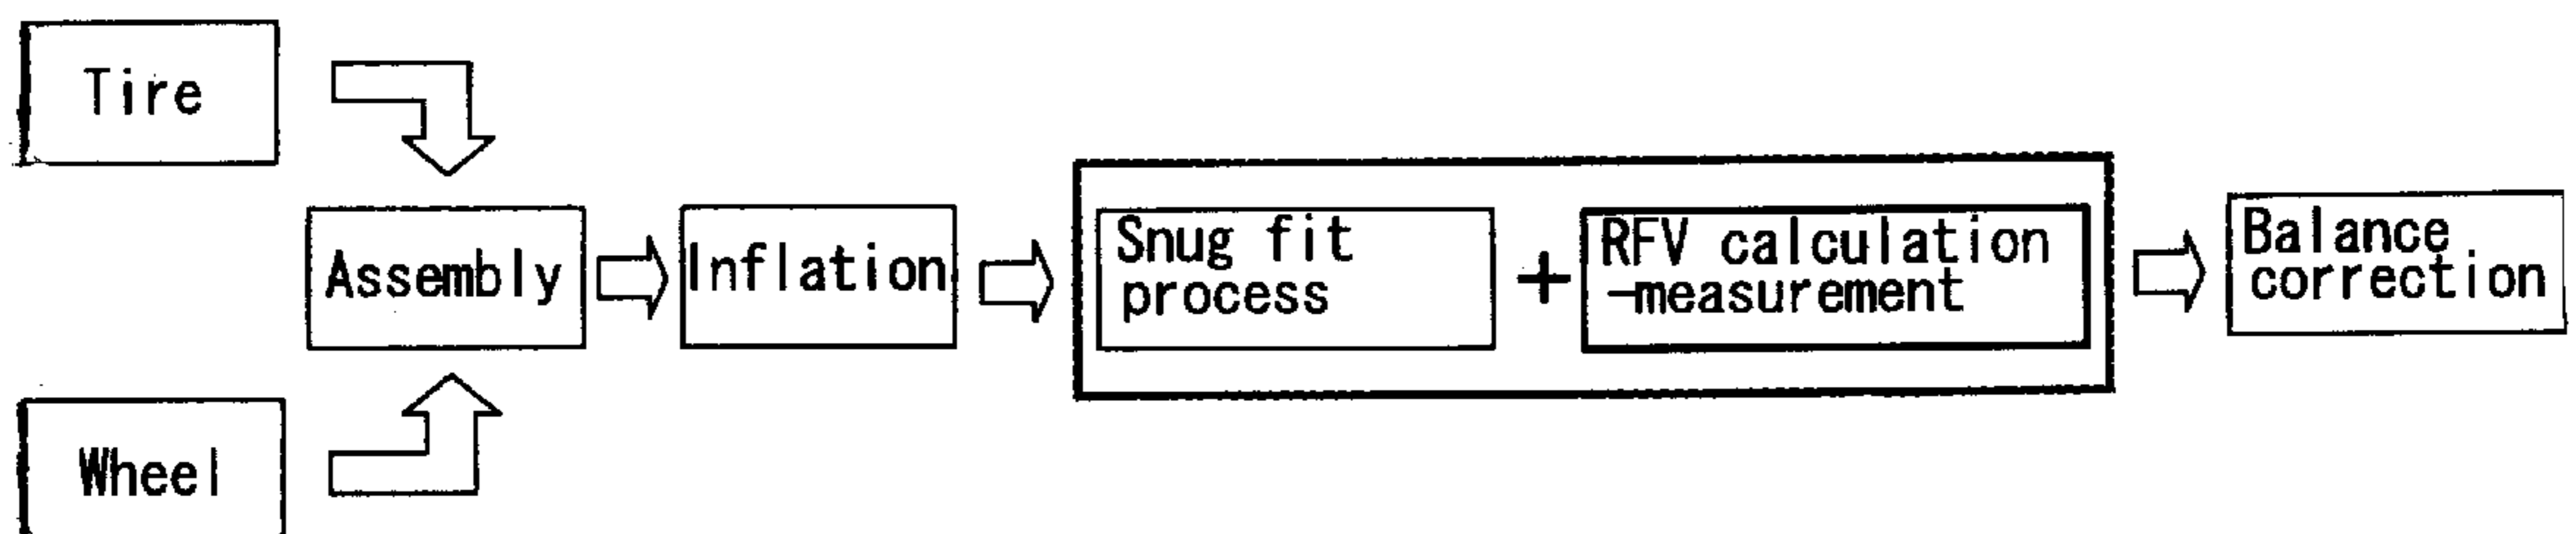 Tire
Wheel
Assembly
Inflation
Snug fit
process
+
RFV calculation
-measurement
Balance
correction